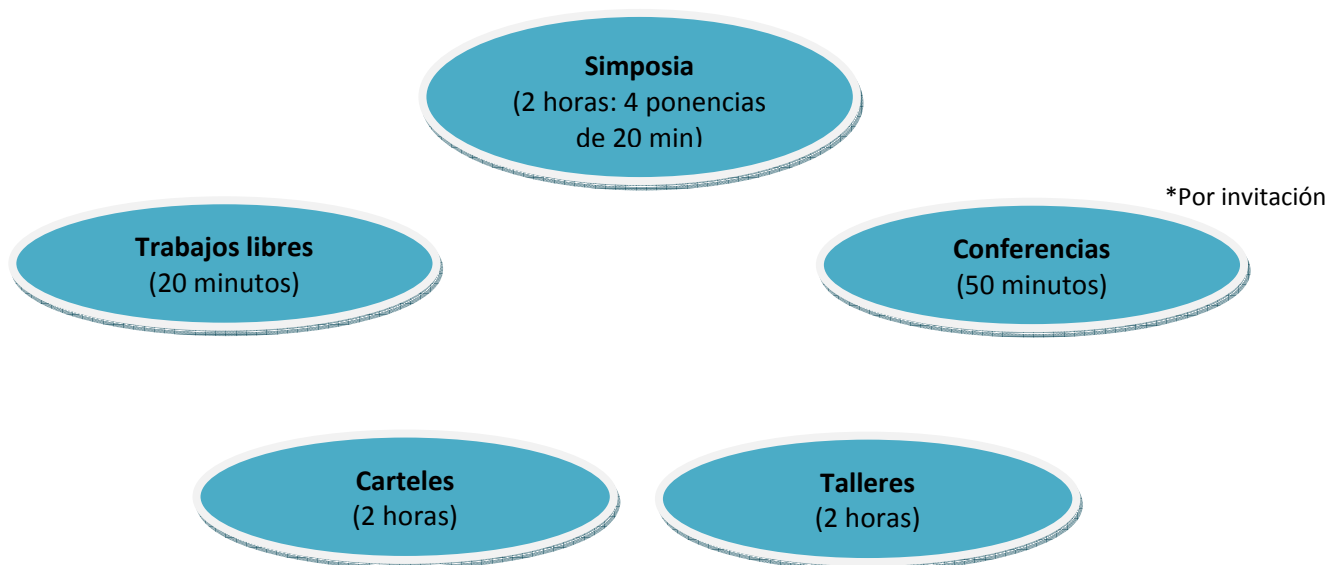 Simposia
(2 horas: 4 ponencias
de 20 min)
*Por invitación
Trabajos libres
(20 minutos)
Conferencias
(50 minutos)
Carteles
(2 horas)
Talleres
(2 horas)